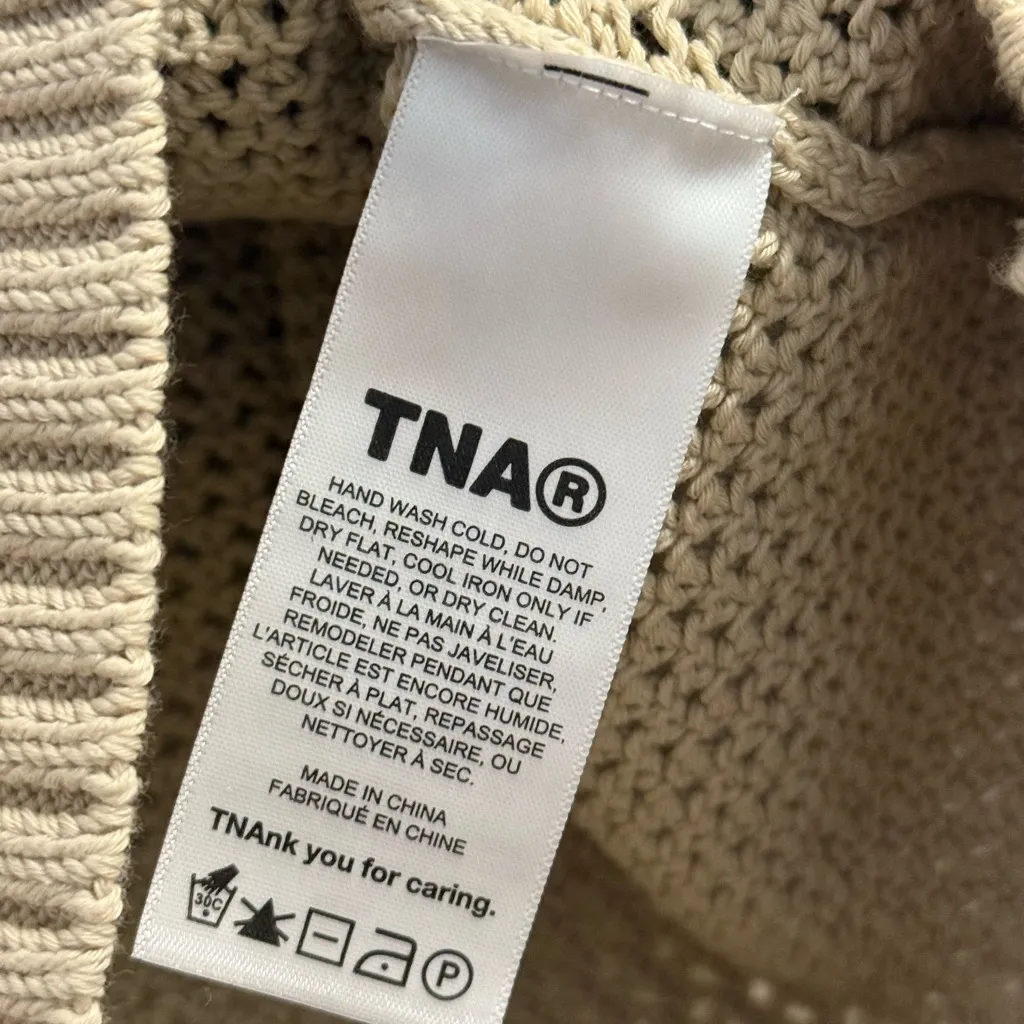 TNA®
HAND WASH COLD, DO NOT
BLEACH, RESHAPE WHILE DAMP,
DRY FLAT, COOL IRON ONLY IF
NEEDED, OR DRY CLEAN.
LAVER À LA MAIN À L'EAU
FROIDE, NE PAS JAVELISER,
REMODELER PENDANT QUE
L'ARTICLE EST ENCORE HUMIDE,
SÉCHER À PLAT, REPASSAGE
DOUX SI NÉCESSAIRE, OU
NETTOYER À SEC.
MADE IN CHINA
FABRIQUÉ EN CHINE
TNAnk you for caring.
30C P